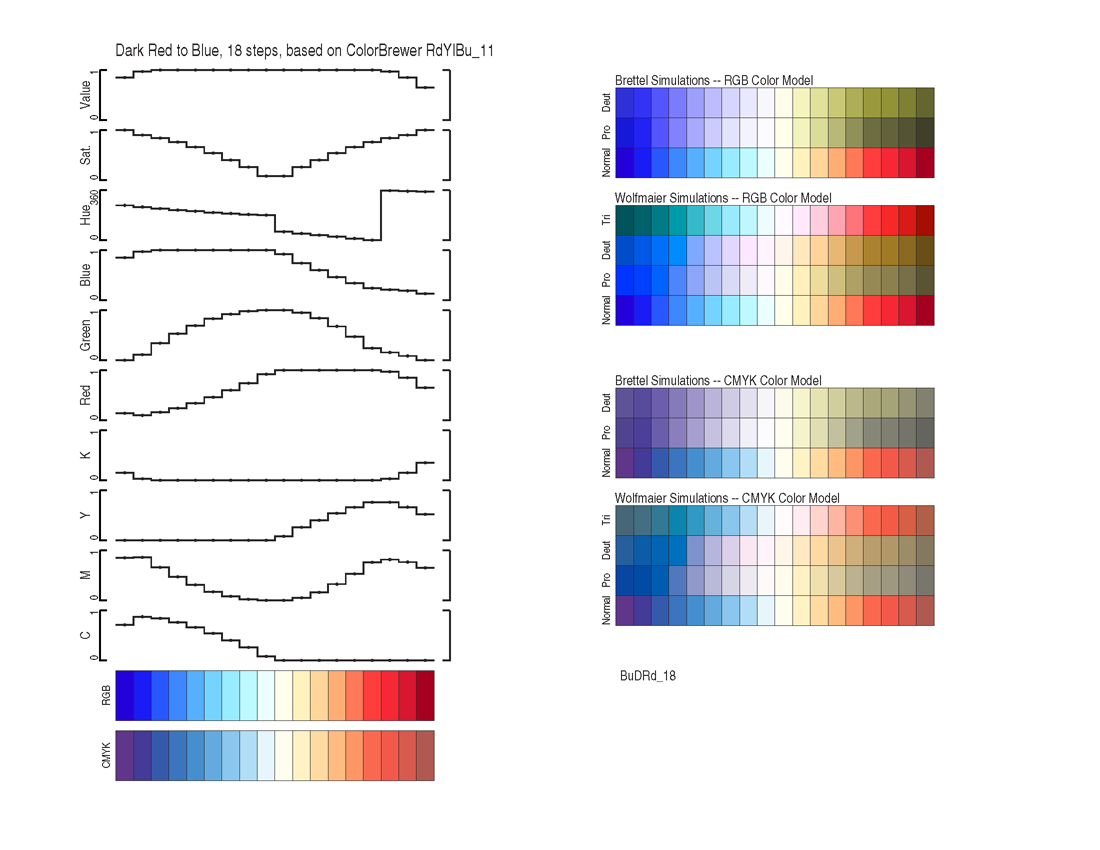 Dark Red to Blue, 18 steps, based on ColorBrewer RdYlBu_11
Value
0 1
Sat.
0 1
Hue
0 360
Blue
0 1
Green
0 1
Red
0 1
K
0 1
Y
0 1
M
0 1
C
0 1
RGB
CMYK
Brettel Simulations -- RGB Color Model
Deut
Pro
Normal
Wolfmaier Simulations -- RGB Color Model
Tri
Deut
Pro
Normal
Brettel Simulations -- CMYK Color Model
Deut
Pro
Normal
Wolfmaier Simulations -- CMYK Color Model
Tri
Deut
Pro
Normal
BuDRd_18